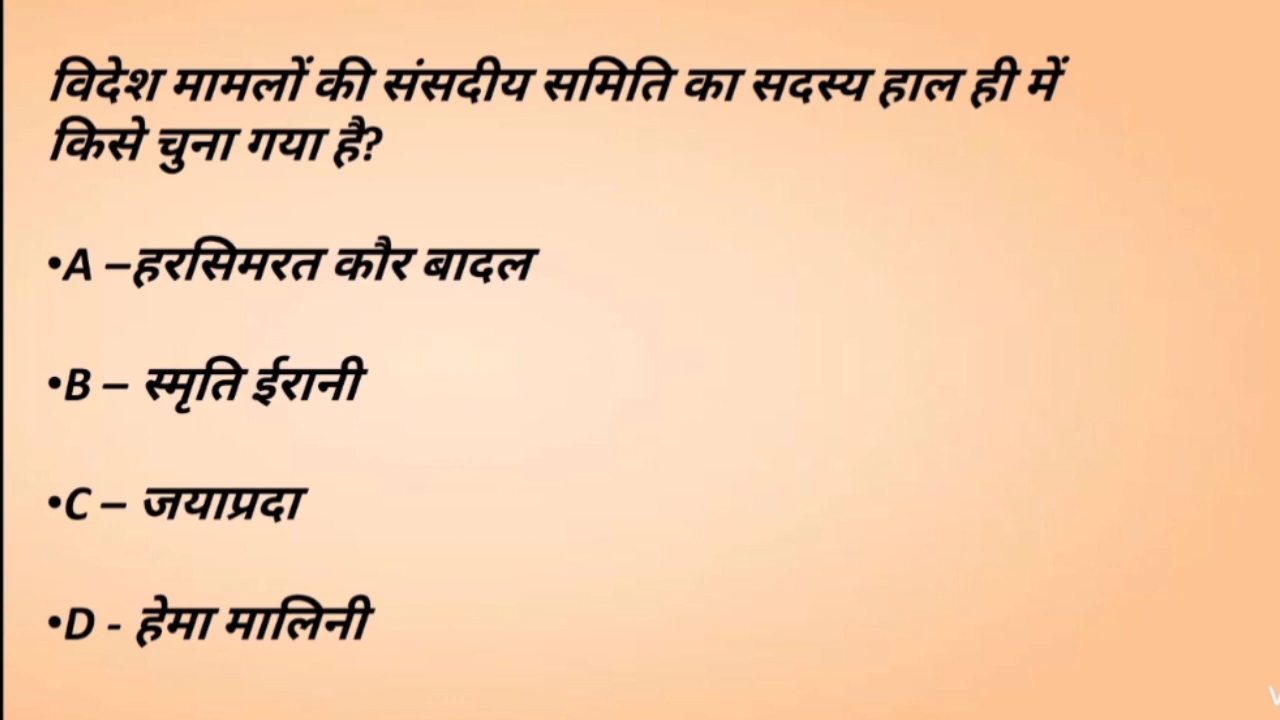 विदेश मामलों की संसदीय समिति का सदस्य हाल ही में
किसे चुना गया है?
•A –हरसिमरत कौर बादल
•B – स्मृति ईरानी
•C – जयाप्रदा
•D - हेमा मालिनी